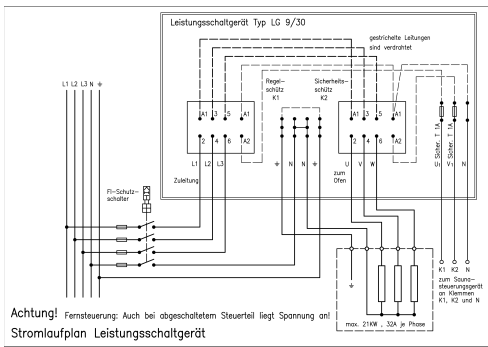 Leistungsschaltgerät Typ LG 9/30
gestrichelte Leitungen
sind verdrahtet
Regel-
schütz
K1
Sicherheits-
schütz
K2
L1 L2 L3 N
A1 3 5 A1
A1 3 5 A1
2 4 6 A2
2 4 6 A2
Sicher. T 1A
Sicher. T 1A
L1 L2 L3
N N
U V W
U1 V1 N
Zuleitung
zum
Ofen
FI-Schutz-
schalter
K1 K2 N
zum Sauna-
steuerungsgerät
an Klemmen
K1, K2 und N
max. 21KW , 32A je Phase
Achtung! Fernsteuerung: Auch bei abgeschaltetem Steuerteil liegt Spannung an!
Stromlaufplan Leistungsschaltgerät